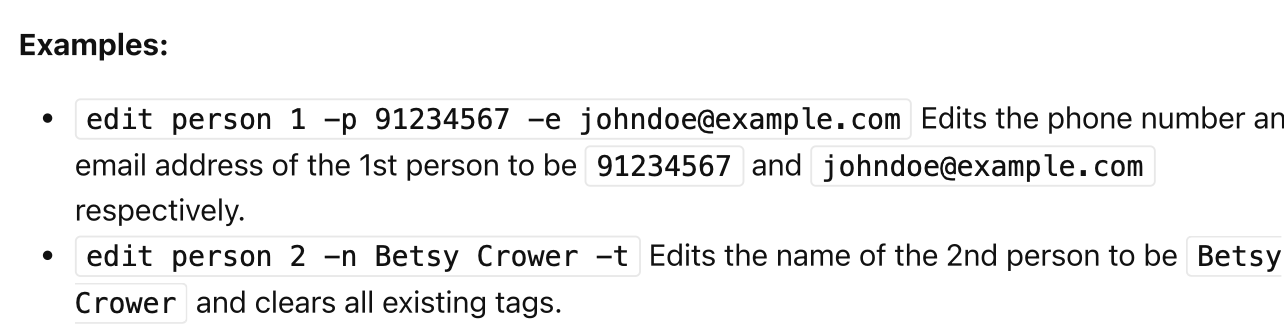 Examples:
• edit person 1 -p 91234567 -e johndoe@example.com Edits the phone number an
email address of the 1st person to be 91234567 and johndoe@example.com
respectively.
• edit person 2 -n Betsy Crower -t Edits the name of the 2nd person to be Betsy
Crower and clears all existing tags.